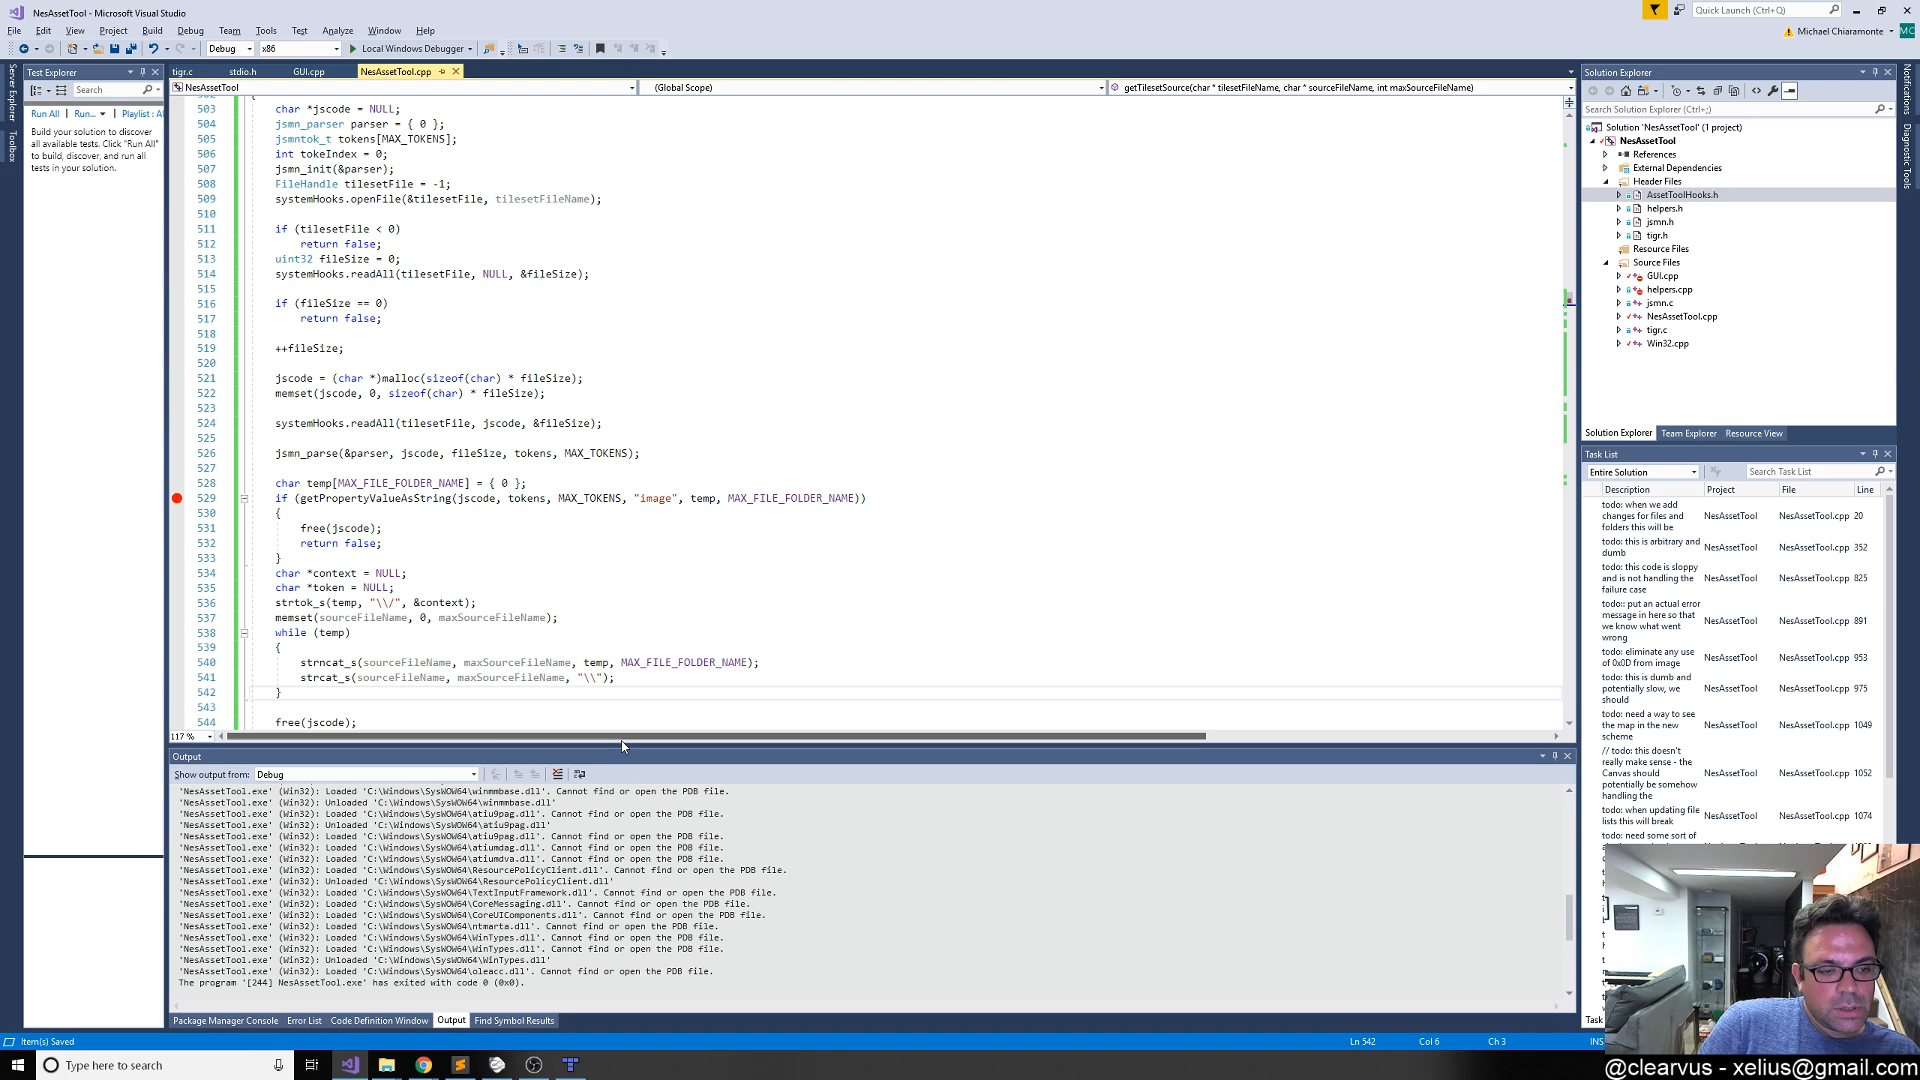 NesAssetTool - Microsoft Visual Studio
Quick Launch (Ctrl+Q)
File Edit View Project Build Debug Team Tools Test Analyze Window Help
Michael Chiaramonte MC
Debug x86 Local Windows Debugger
Server Explorer Toolbox
Notifications Diagnostic Tools
Test Explorer
Search
Run All Run... Playlist : Al
Build your solution to discover
all available tests. Click "Run All"
to build, discover, and run all
tests in your solution.
tigr.c stdio.h GUI.cpp NesAssetTool.cpp
NesAssetTool (Global Scope) getTilesetSource(char * tilesetFileName, char * sourceFileName, int maxSourceFileName)
503 char *jscode = NULL;
504 jsmn_parser parser = { 0 };
505 jsmntok_t tokens[MAX_TOKENS];
506 int tokeIndex = 0;
507 jsmn_init(&parser);
508 FileHandle tilesetFile = -1;
509 systemHooks.openFile(&tilesetFile, tilesetFileName);
510
511 if (tilesetFile < 0)
512 return false;
513 uint32 fileSize = 0;
514 systemHooks.readAll(tilesetFile, NULL, &fileSize);
515
516 if (fileSize == 0)
517 return false;
518
519 ++fileSize;
520
521 jscode = (char *)malloc(sizeof(char) * fileSize);
522 memset(jscode, 0, sizeof(char) * fileSize);
523
524 systemHooks.readAll(tilesetFile, jscode, &fileSize);
525
526 jsmn_parse(&parser, jscode, fileSize, tokens, MAX_TOKENS);
527
528 char temp[MAX_FILE_FOLDER_NAME] = { 0 };
529 if (getPropertyValueAsString(jscode, tokens, MAX_TOKENS, "image", temp, MAX_FILE_FOLDER_NAME))
530 {
531 free(jscode);
532 return false;
533 }
534 char *context = NULL;
535 char *token = NULL;
536 strtok_s(temp, "\\/", &context);
537 memset(sourceFileName, 0, maxSourceFileName);
538 while (temp)
539 {
540 strncat_s(sourceFileName, maxSourceFileName, temp, MAX_FILE_FOLDER_NAME);
541 strcat_s(sourceFileName, maxSourceFileName, "\\");
542 }
543
544 free(jscode);
117 %
Output
Show output from: Debug
'NesAssetTool.exe' (Win32): Loaded 'C:\Windows\SysWOW64\winmmbase.dll'. Cannot find or open the PDB file.
'NesAssetTool.exe' (Win32): Unloaded 'C:\Windows\SysWOW64\winmmbase.dll'
'NesAssetTool.exe' (Win32): Loaded 'C:\Windows\SysWOW64\atiu9pag.dll'. Cannot find or open the PDB file.
'NesAssetTool.exe' (Win32): Unloaded 'C:\Windows\SysWOW64\atiu9pag.dll'
'NesAssetTool.exe' (Win32): Loaded 'C:\Windows\SysWOW64\atiu9pag.dll'. Cannot find or open the PDB file.
'NesAssetTool.exe' (Win32): Loaded 'C:\Windows\SysWOW64\atiumdag.dll'. Cannot find or open the PDB file.
'NesAssetTool.exe' (Win32): Loaded 'C:\Windows\SysWOW64\atiumdva.dll'. Cannot find or open the PDB file.
'NesAssetTool.exe' (Win32): Loaded 'C:\Windows\SysWOW64\ResourcePolicyClient.dll'. Cannot find or open the PDB file.
'NesAssetTool.exe' (Win32): Unloaded 'C:\Windows\SysWOW64\ResourcePolicyClient.dll'
'NesAssetTool.exe' (Win32): Loaded 'C:\Windows\SysWOW64\TextInputFramework.dll'. Cannot find or open the PDB file.
'NesAssetTool.exe' (Win32): Loaded 'C:\Windows\SysWOW64\CoreMessaging.dll'. Cannot find or open the PDB file.
'NesAssetTool.exe' (Win32): Loaded 'C:\Windows\SysWOW64\CoreUIComponents.dll'. Cannot find or open the PDB file.
'NesAssetTool.exe' (Win32): Loaded 'C:\Windows\SysWOW64\ntmarta.dll'. Cannot find or open the PDB file.
'NesAssetTool.exe' (Win32): Loaded 'C:\Windows\SysWOW64\WinTypes.dll'. Cannot find or open the PDB file.
'NesAssetTool.exe' (Win32): Loaded 'C:\Windows\SysWOW64\WinTypes.dll'. Cannot find or open the PDB file.
'NesAssetTool.exe' (Win32): Unloaded 'C:\Windows\SysWOW64\WinTypes.dll'
'NesAssetTool.exe' (Win32): Loaded 'C:\Windows\SysWOW64\oleacc.dll'. Cannot find or open the PDB file.
The program '[244] NesAssetTool.exe' has exited with code 0 (0x0).
Package Manager Console Error List Code Definition Window Output Find Symbol Results
Solution Explorer
Search Solution Explorer (Ctrl+;)
Solution 'NesAssetTool' (1 project)
NesAssetTool
References
External Dependencies
Header Files
AssetToolHooks.h
helpers.h
jsmn.h
tigr.h
Resource Files
Source Files
GUI.cpp
helpers.cpp
jsmn.c
NesAssetTool.cpp
tigr.c
Win32.cpp
Solution Explorer Team Explorer Resource View
Task List
Entire Solution Search Task List
Description Project File Line
todo: when we add
changes for files and
folders this will be NesAssetTool NesAssetTool.cpp 20
todo: this is arbitrary and
dumb NesAssetTool NesAssetTool.cpp 352
todo: this code is sloppy
and is not handling the
failure case NesAssetTool NesAssetTool.cpp 825
todo:: put an actual error
message in here so that
we know what went
wrong NesAssetTool NesAssetTool.cpp 891
todo: eliminate any use
of 0x0D from image NesAssetTool NesAssetTool.cpp 953
todo: this is dumb and
potentially slow, we
should NesAssetTool NesAssetTool.cpp 975
todo: need a way to see
the map in the new
scheme NesAssetTool NesAssetTool.cpp 1049
// todo: this doesn't
really make sense - the
Canvas should
potentially be somehow
handling the NesAssetTool NesAssetTool.cpp 1052
todo: when updating file
lists this will break NesAssetTool NesAssetTool.cpp 1074
todo: need some sort of
Task
Item(s) Saved Ln 542 Col 6 Ch 3 INS
Type here to search
@clearvus - xelius@gmail.com